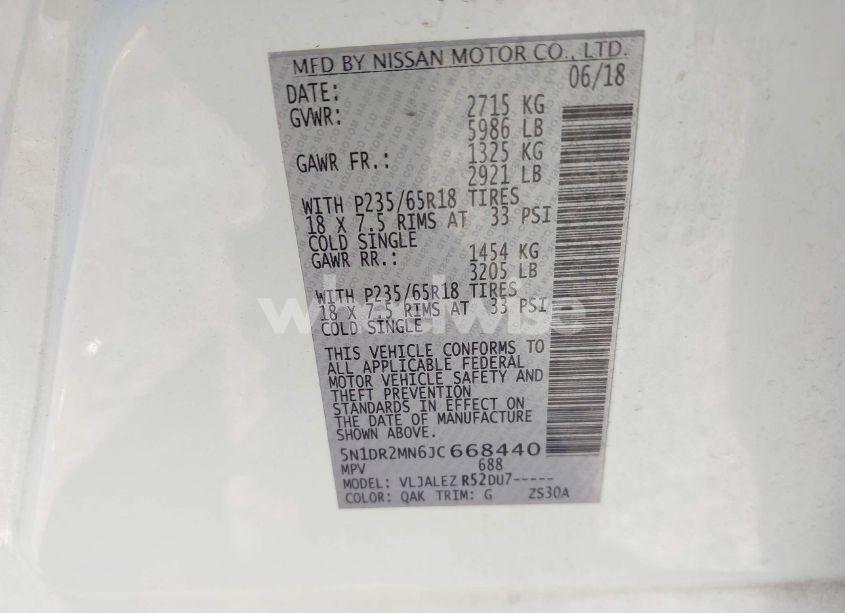 MFD BY NISSAN MOTOR CO., LTD.
DATE: 06/18
GVWR: 2715 KG
5986 LB
GAWR FR.: 1325 KG
2921 LB
WITH P235/65R18 TIRES
18 X 7.5 RIMS AT 33 PSI
COLD SINGLE
GAWR RR.: 1454 KG
3205 LB
WITH P235/65R18 TIRES
18 X 7.5 RIMS AT 33 PSI
COLD SINGLE
wheelwise
THIS VEHICLE CONFORMS TO
ALL APPLICABLE FEDERAL
MOTOR VEHICLE SAFETY AND
THEFT PREVENTION
STANDARDS IN EFFECT ON
THE DATE OF MANUFACTURE
SHOWN ABOVE.
5N1DR2MN6JC668440
MPV 688
MODEL: VLJALEZ R52DU7-----
COLOR: QAK TRIM: G ZS30A